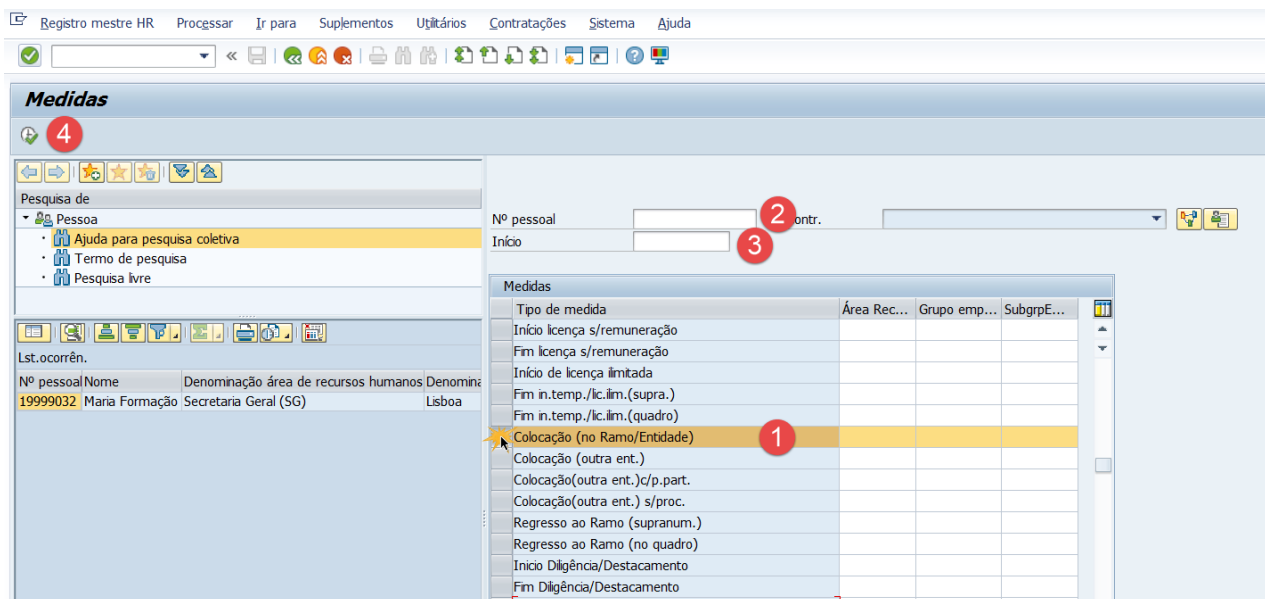 Registro mestre HR Processar Ir para Suplementos Utilitários Contratações Sistema Ajuda
Medidas
4
Pesquisa de
Pessoa
Ajuda para pesquisa coletiva
Termo de pesquisa
Pesquisa livre
Lst.ocorrên.
Nº pessoal Nome Denominação área de recursos humanos Denomina
19999032 Maria Formação Secretaria Geral (SG) Lisboa
Nº pessoal 2 ontr.
Início 3
Medidas
Tipo de medida Área Rec... Grupo emp... SubgrpE...
Início licença s/remuneração
Fim licença s/remuneração
Início de licença ilimitada
Fim in.temp./lic.ilim.(supra.)
Fim in.temp./lic.ilim.(quadro)
Colocação (no Ramo/Entidade) 1
Colocação (outra ent.)
Colocação(outra ent.)c/p.part.
Colocação(outra ent.) s/proc.
Regresso ao Ramo (supranum.)
Regresso ao Ramo (no quadro)
Inicio Diligência/Destacamento
Fim Diligência/Destacamento